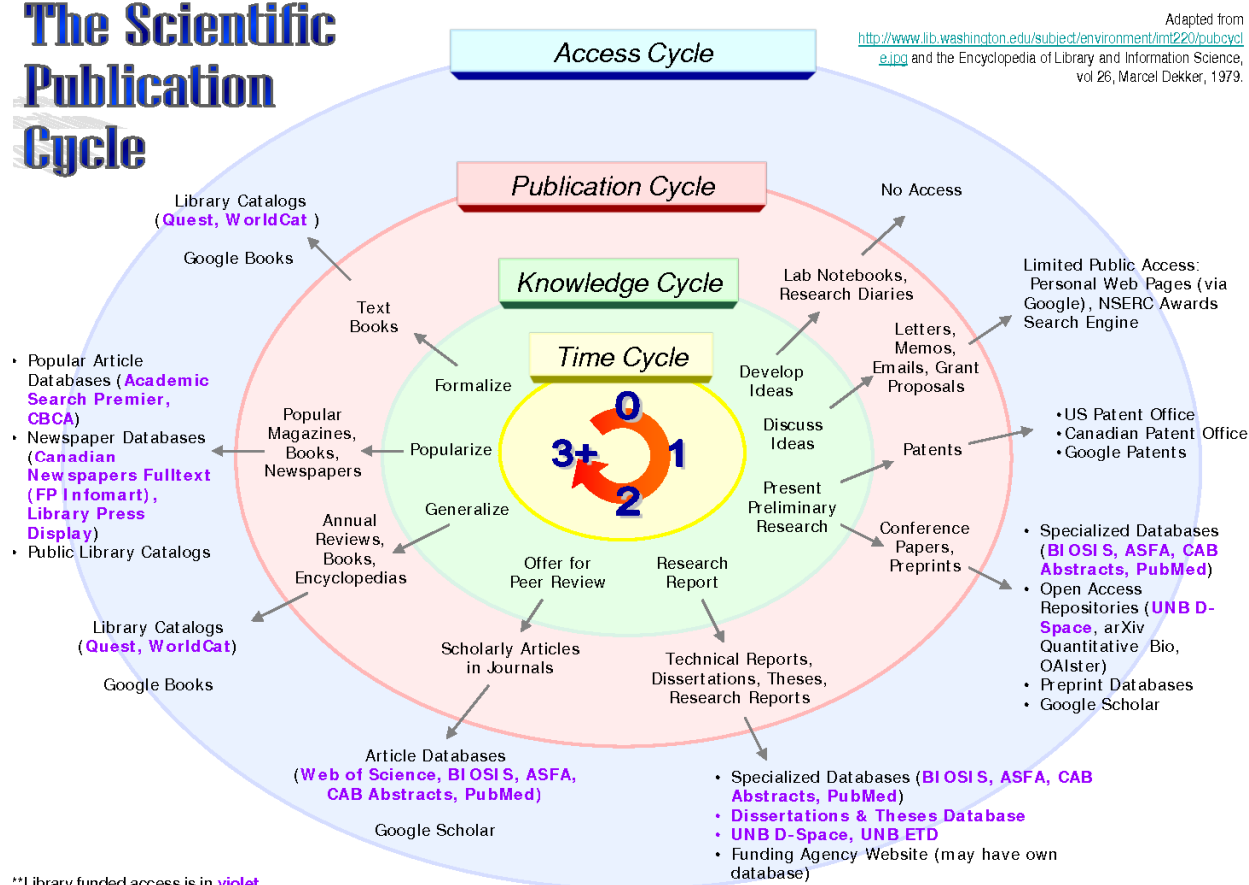 The Scientific
Publication
Cycle
Adapted from
http://www.lib.washington.edu/subject/environment/imt220/pubcycl
e.jpg and the Encyclopedia of Library and Information Science,
vol 26, Marcel Dekker, 1979.
Access Cycle
Publication Cycle
Knowledge Cycle
Time Cycle
0
1
2
3+
Develop
Ideas
Lab Notebooks,
Research Diaries
No Access
Discuss
Ideas
Letters,
Memos,
Emails, Grant
Proposals
Limited Public Access:
Personal Web Pages (via
Google), NSERC Awards
Search Engine
Present
Preliminary
Research
Patents
•US Patent Office
•Canadian Patent Office
•Google Patents
Conference
Papers,
Preprints
• Specialized Databases
(BIOSIS, ASFA, CAB
Abstracts, PubMed)
• Open Access
Repositories (UNB D-
Space, arXiv
Quantitative Bio,
OAIster)
• Preprint Databases
• Google Scholar
Research
Report
Technical Reports,
Dissertations, Theses,
Research Reports
• Specialized Databases (BIOSIS, ASFA, CAB
Abstracts, PubMed)
• Dissertations & Theses Database
• UNB D-Space, UNB ETD
• Funding Agency Website (may have own
database)
Offer for
Peer Review
Scholarly Articles
in Journals
Article Databases
(Web of Science, BIOSIS, ASFA,
CAB Abstracts, PubMed)
Google Scholar
Generalize
Annual
Reviews,
Books,
Encyclopedias
Library Catalogs
(Quest, WorldCat)
Google Books
Popularize
Popular
Magazines,
Books,
Newspapers
• Popular Article
Databases (Academic
Search Premier,
CBCA)
• Newspaper Databases
(Canadian
Newspapers Fulltext
(FP Infomart),
Library Press
Display)
• Public Library Catalogs
Formalize
Text
Books
Library Catalogs
(Quest, WorldCat )
Google Books
**Library funded access is in violet